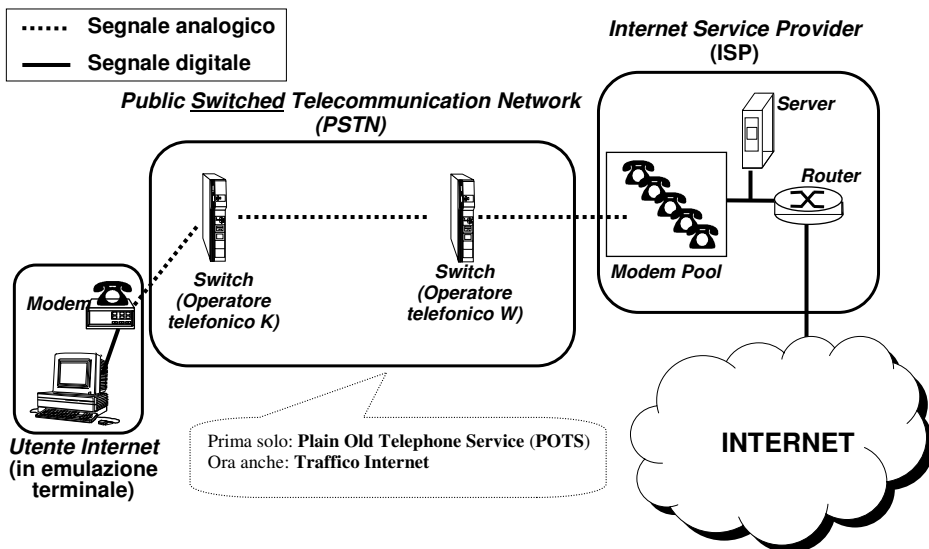 Segnale analogico
Segnale digitale
Internet Service Provider
(ISP)
Public Switched Telecommunication Network
(PSTN)
Server
Router
Modem Pool
Switch
(Operatore
telefonico K)
Switch
(Operatore
telefonico W)
Modem
Utente Internet
(in emulazione
terminale)
Prima solo: Plain Old Telephone Service (POTS)
Ora anche: Traffico Internet
INTERNET